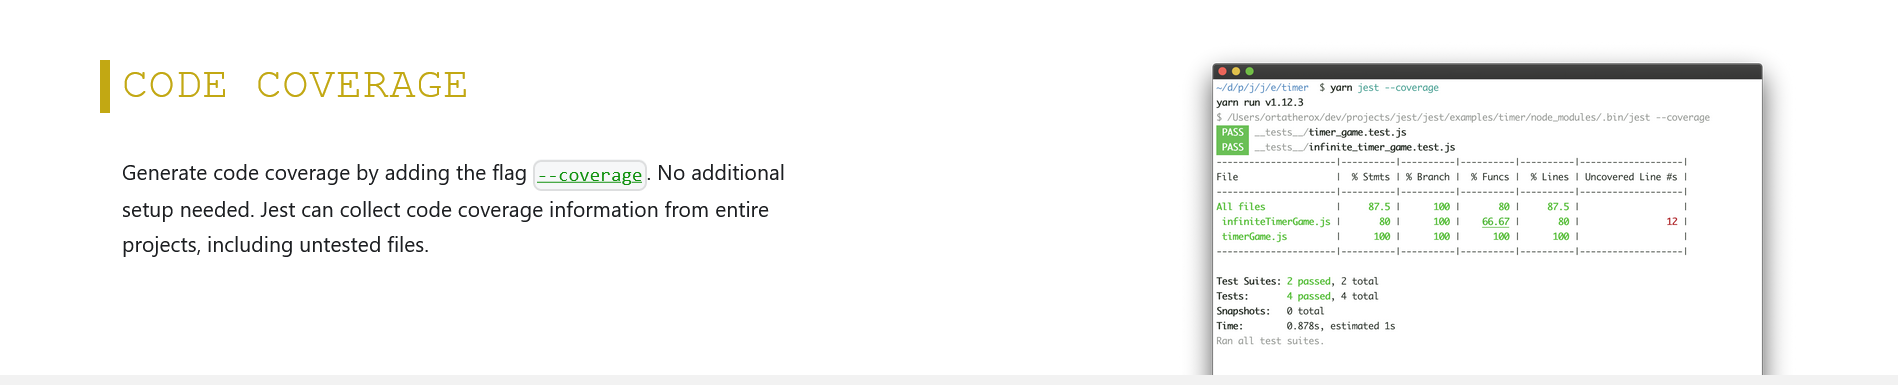 CODE COVERAGE
Generate code coverage by adding the flag --coverage. No additional
setup needed. Jest can collect code coverage information from entire
projects, including untested files.
~/d/p/j/j/e/timer $ yarn jest --coverage
yarn run v1.12.3
$ /Users/ortatherox/dev/projects/jest/jest/examples/timer/node_modules/.bin/jest --coverage
PASS __tests__/timer_game.test.js
PASS __tests__/infinite_timer_game.test.js
----------------------|----------|----------|----------|----------|-------------------|
File | % Stmts | % Branch | % Funcs | % Lines | Uncovered Line #s |
----------------------|----------|----------|----------|----------|-------------------|
All files | 87.5 | 100 | 80 | 87.5 | |
infiniteTimerGame.js | 80 | 100 | 66.67 | 80 | 12 |
timerGame.js | 100 | 100 | 100 | 100 | |
----------------------|----------|----------|----------|----------|-------------------|
Test Suites: 2 passed, 2 total
Tests: 4 passed, 4 total
Snapshots: 0 total
Time: 0.878s, estimated 1s
Ran all test suites.